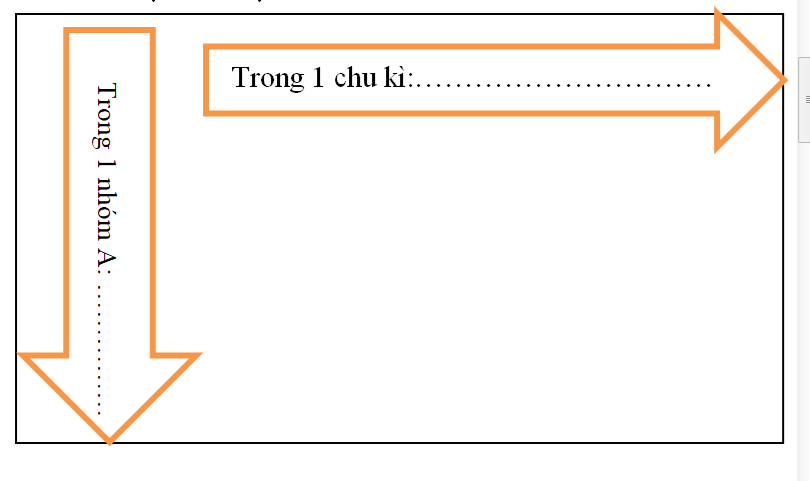 Trong 1 chu kì:…………………………
Trong 1 nhóm A: ……………